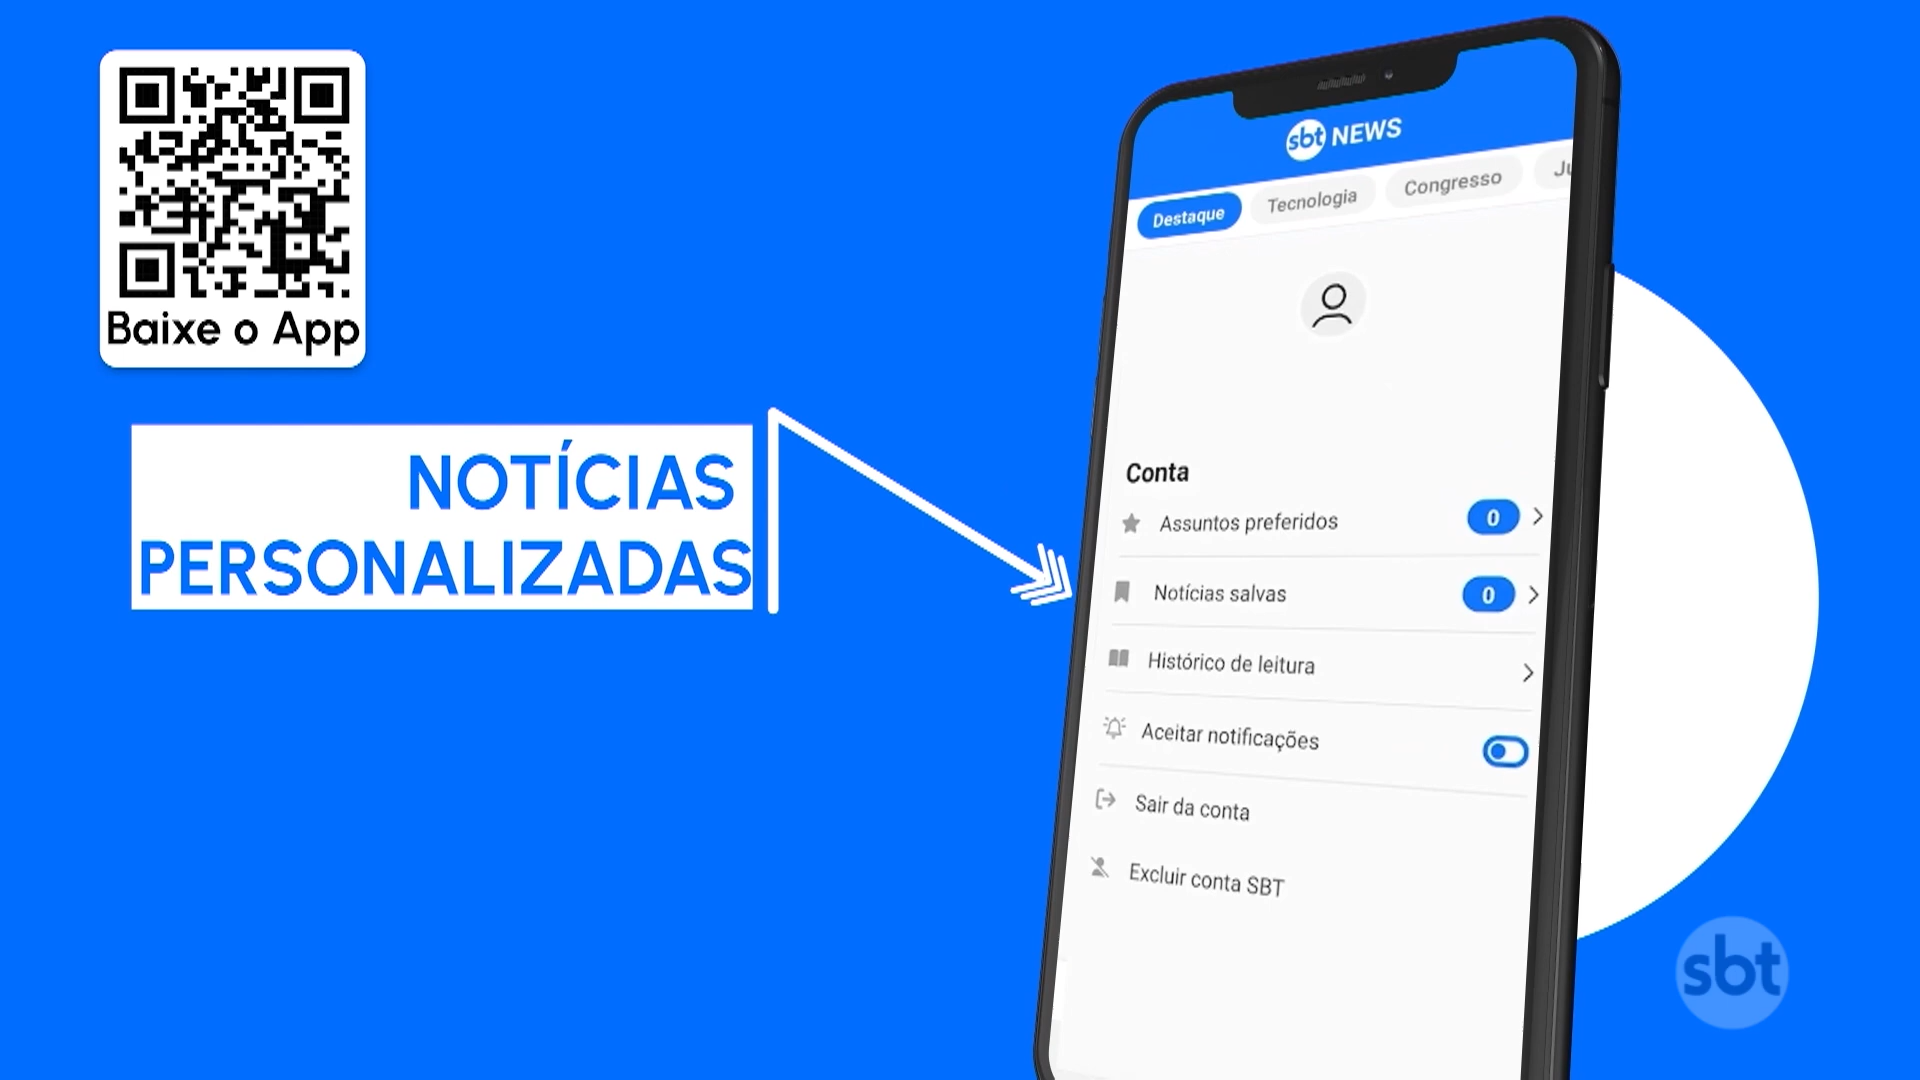 Baixe o App
NOTÍCIAS
PERSONALIZADAS
sbt NEWS
Destaque
Tecnologia
Congresso
Conta
Assuntos preferidos
0
Notícias salvas
0
Histórico de leitura
Aceitar notificações
Sair da conta
Excluir conta SBT
sbt